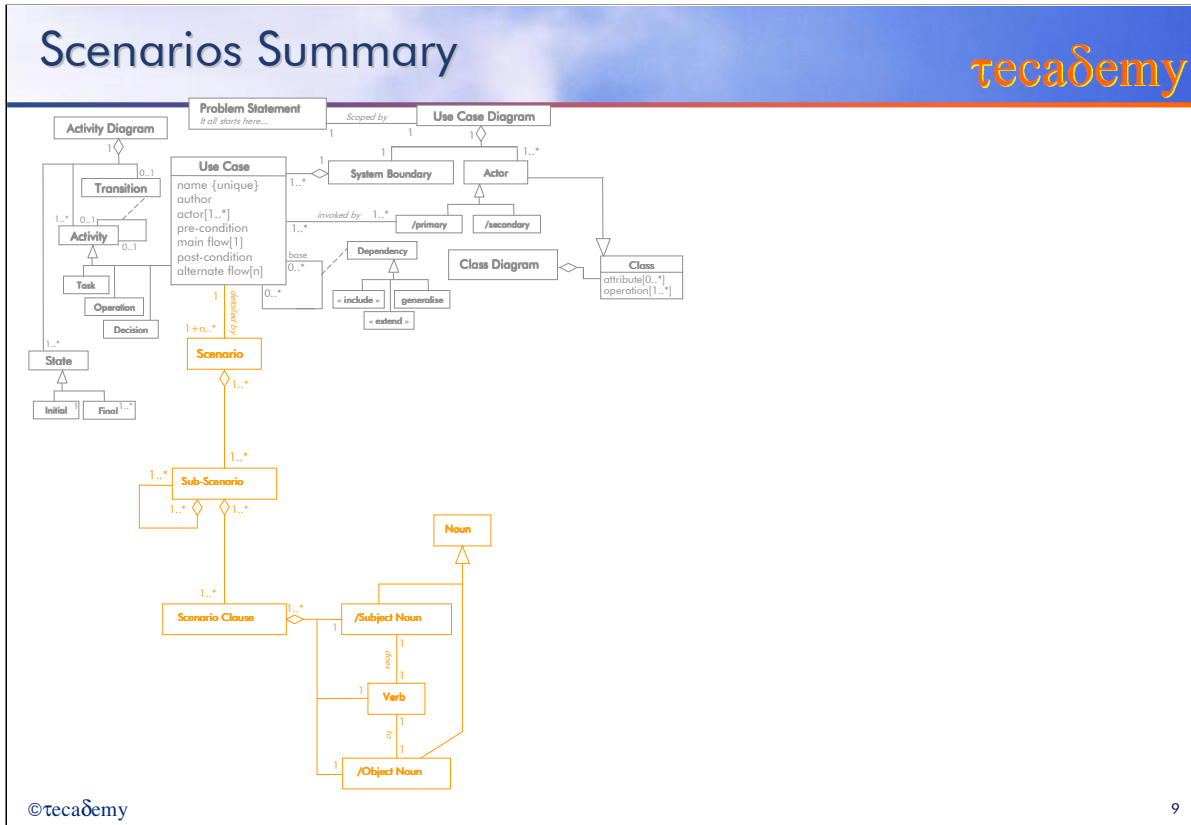 Scenarios Summary
τecaδemy
Problem Statement
It all starts here...
Scoped by
1
1
Use Case Diagram
1
Activity Diagram
1
1
1..*
Use Case
name {unique}
author
actor[1..*]
pre-condition
main flow[1]
post-condition
alternate flow[n]
1
1..*
System Boundary
Actor
0..1
Transition
1..*
0..1
Activity
0..1
1..*
invoked by
1..*
/primary
/secondary
base
0..*
0..*
Dependency
« include »
generalise
« extend »
Class Diagram
Class
attribute[0..*]
operation[1..*]
Task
Operation
Decision
1
detailed by
1+n..*
Scenario
1..*
1..*
State
Initial
1
Final
1..*
1..*
Sub-Scenario
1..*
1..*
1..*
Noun
1..*
Scenario Clause
1..*
/Subject Noun
1
1
does
1
1
Verb
1
to
1
1
/Object Noun
©τecaδemy
9